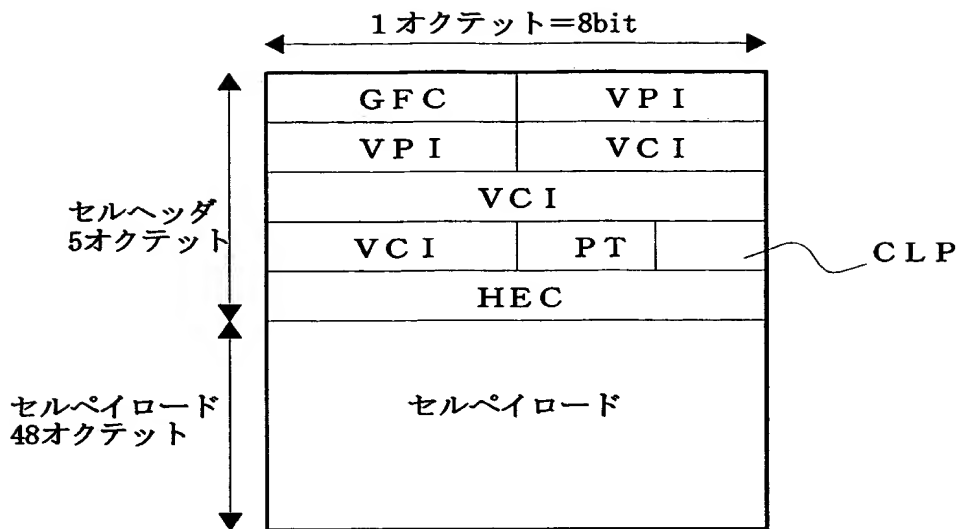 1オクテット=8bit
GFC VPI
VPI VCI
VCI
セルヘッダ
5オクテット
VCI PT
CLP
HEC
セルペイロード
48オクテット
セルペイロード